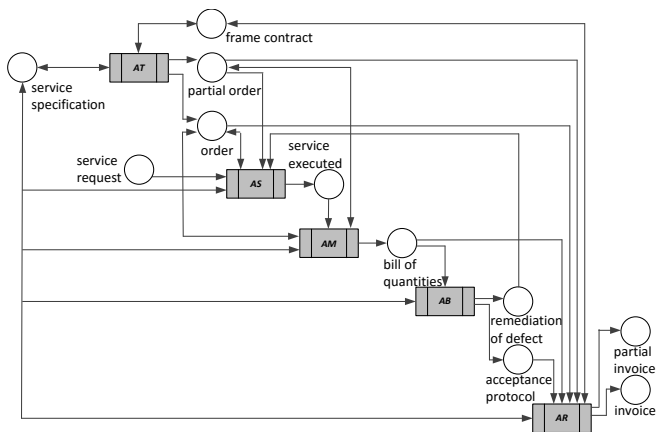 frame contract
AT
service
specification
partial order
order
service
executed
service
request
AS
AM
bill of
quantities
AB
remediation
of defect
partial
invoice
acceptance
protocol
invoice
AR